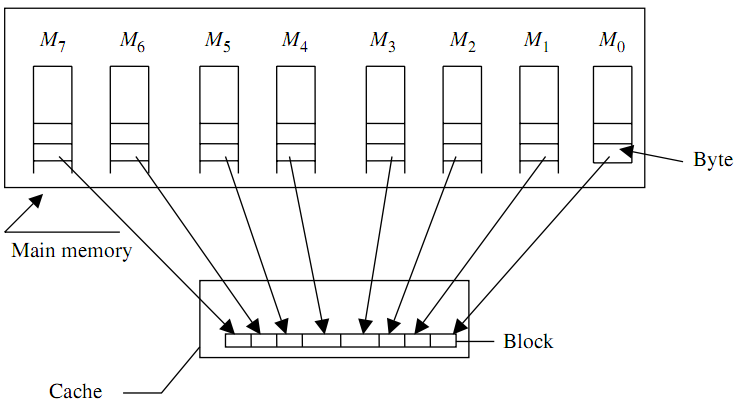 M₇ M₆ M₅ M₄ M₃ M₂ M₁ M₀
Byte
Main memory
Block
Cache